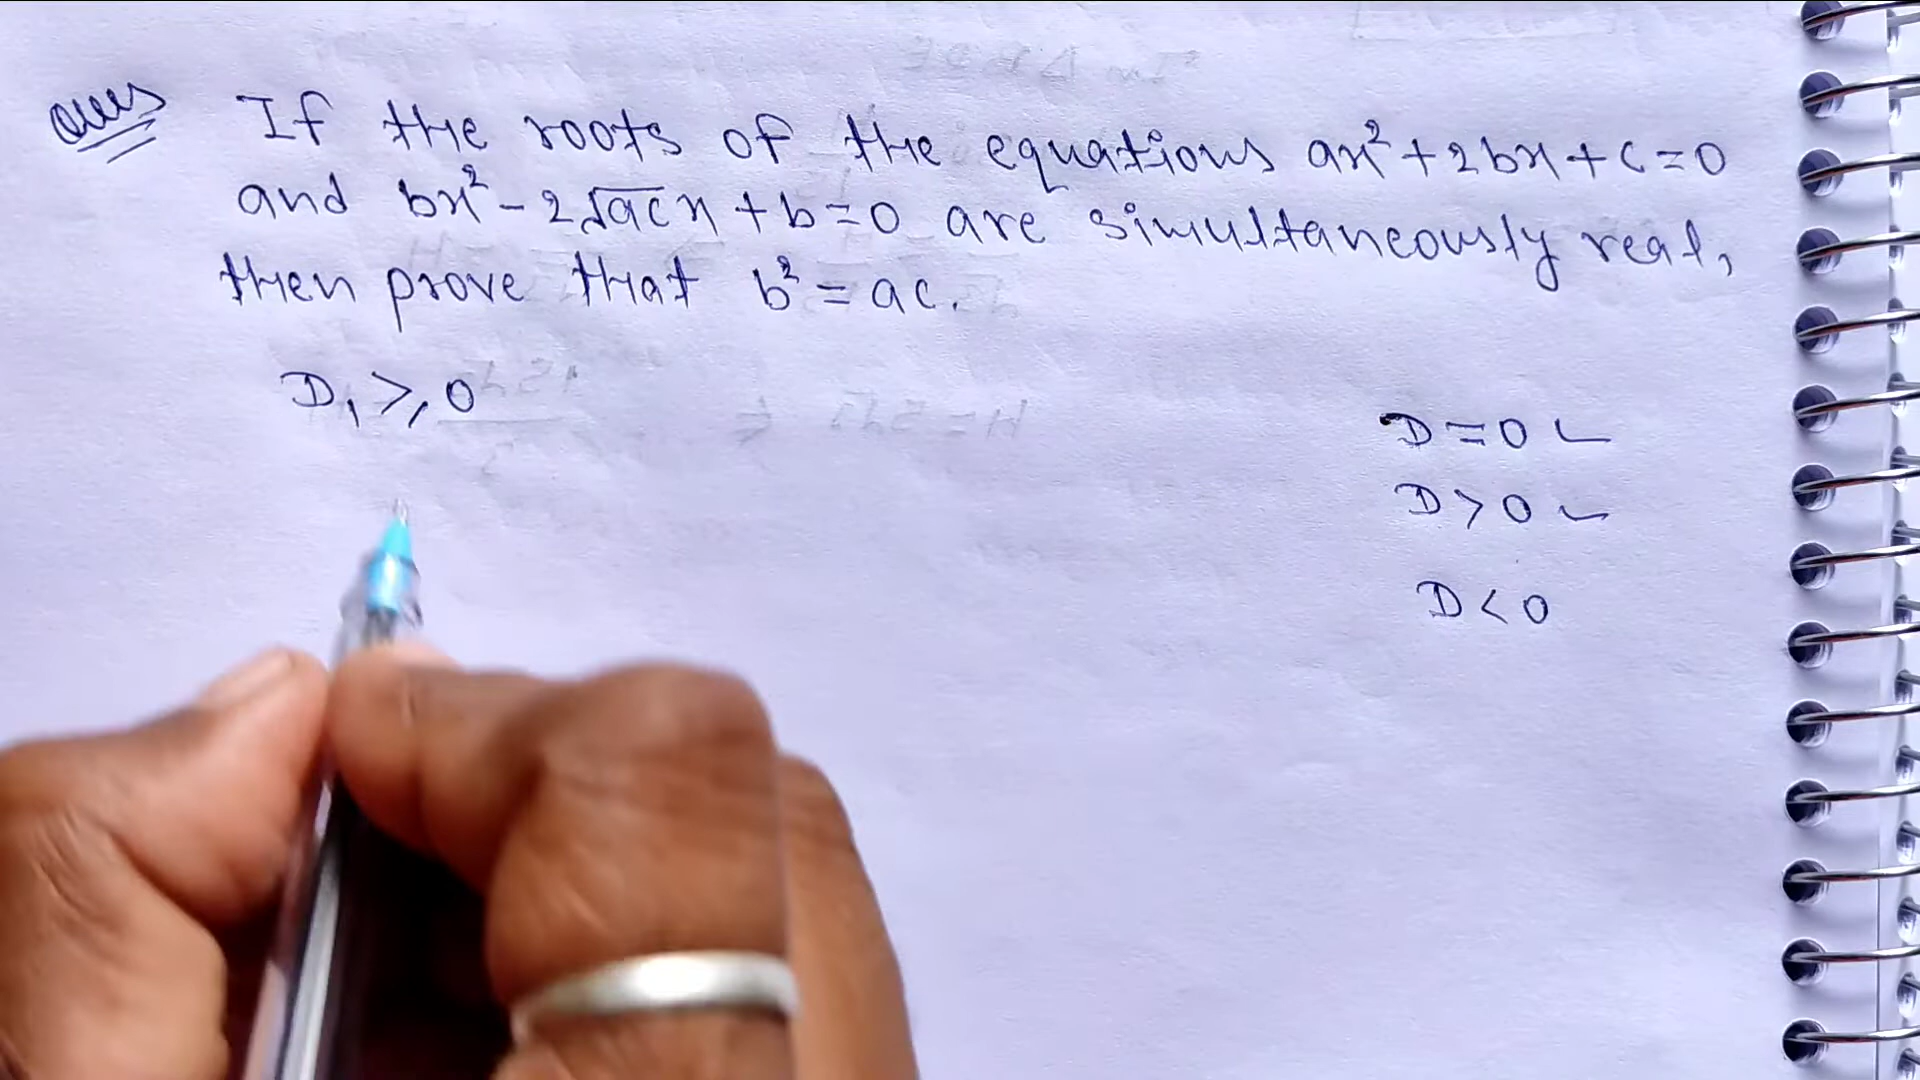 Ques If the roots of the equations ax²+2bx+c=0
and bx²-2√acx+b=0 are simultaneously real,
then prove that b²=ac.
D₁≥0
D=0
D>0
D<0